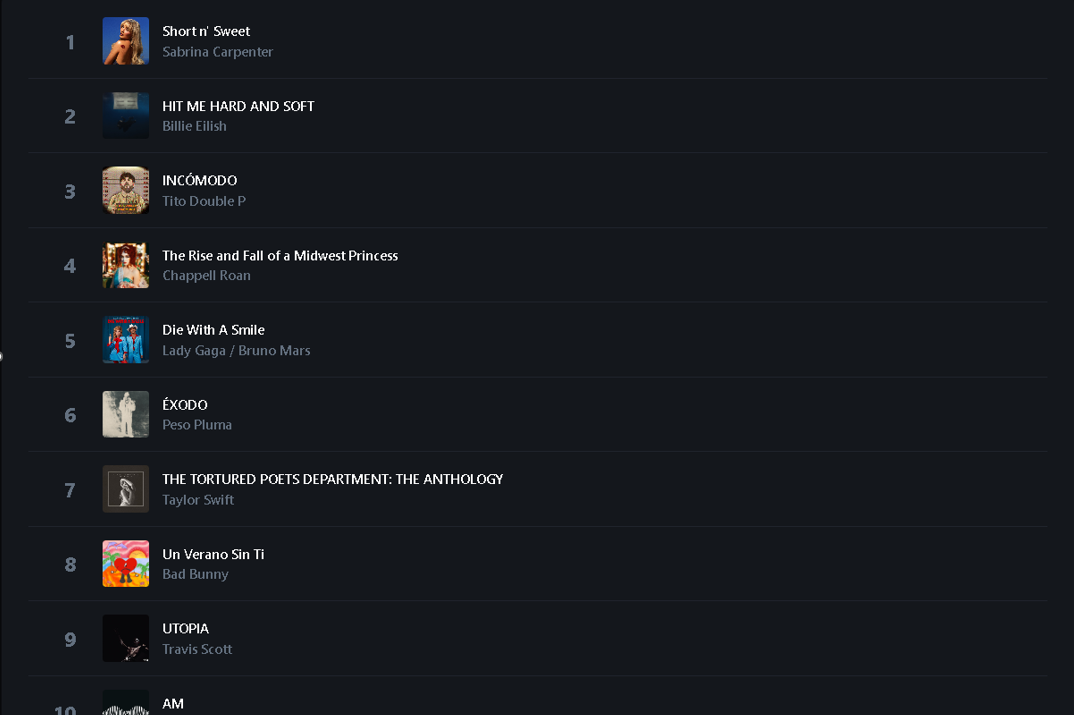 1
Short n' Sweet
Sabrina Carpenter
2
HIT ME HARD AND SOFT
Billie Eilish
3
INCÓMODO
Tito Double P
4
The Rise and Fall of a Midwest Princess
Chappell Roan
5
Die With A Smile
Lady Gaga / Bruno Mars
6
ÉXODO
Peso Pluma
7
THE TORTURED POETS DEPARTMENT: THE ANTHOLOGY
Taylor Swift
8
Un Verano Sin Ti
Bad Bunny
9
UTOPIA
Travis Scott
10
AM